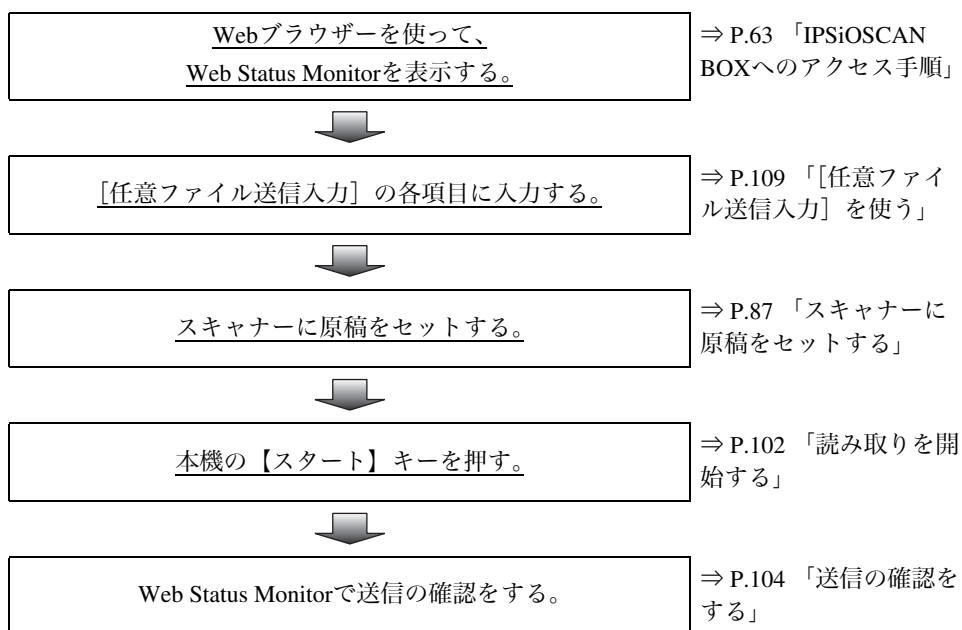 Webブラウザーを使って、
Web Status Monitorを表示する。
⇒ P.63 「IPSiOSCAN
BOXへのアクセス手順」
［任意ファイル送信入力］の各項目に入力する。
⇒ P.109 「［任意ファイ
ル送信入力］を使う」
スキャナーに原稿をセットする。
⇒ P.87 「スキャナーに
原稿をセットする」
本機の【スタート】キーを押す。
⇒ P.102 「読み取りを開
始する」
Web Status Monitorで送信の確認をする。
⇒ P.104 「送信の確認を
する」